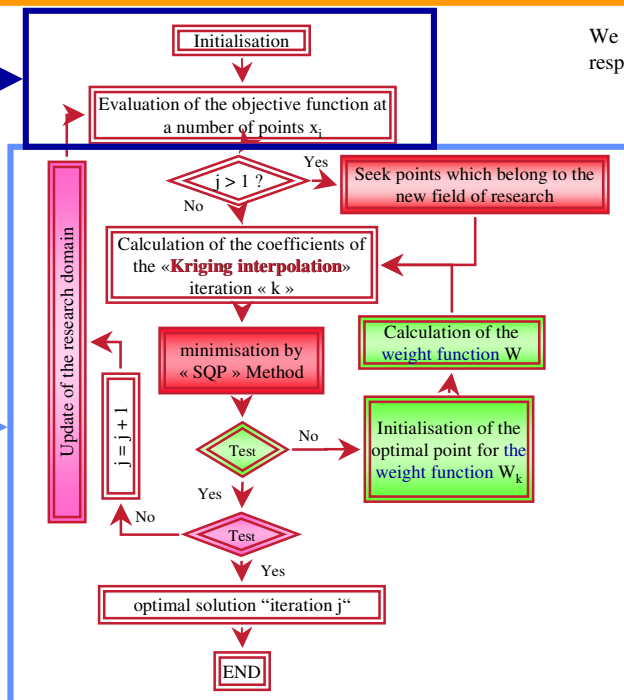 We
resp
Initialisation
Evaluation of the objective function at
a number of points xi
j > 1 ?
Yes
No
Seek points which belong to the
new field of research
Calculation of the coefficients of
the «Kriging interpolation»
iteration « k »
minimisation by
« SQP » Method
Calculation of the
weight function W
Test
No
Yes
Initialisation of the
optimal point for the
weight function Wk
Update of the research domain
j = j + 1
No
Test
Yes
optimal solution “iteration j“
END